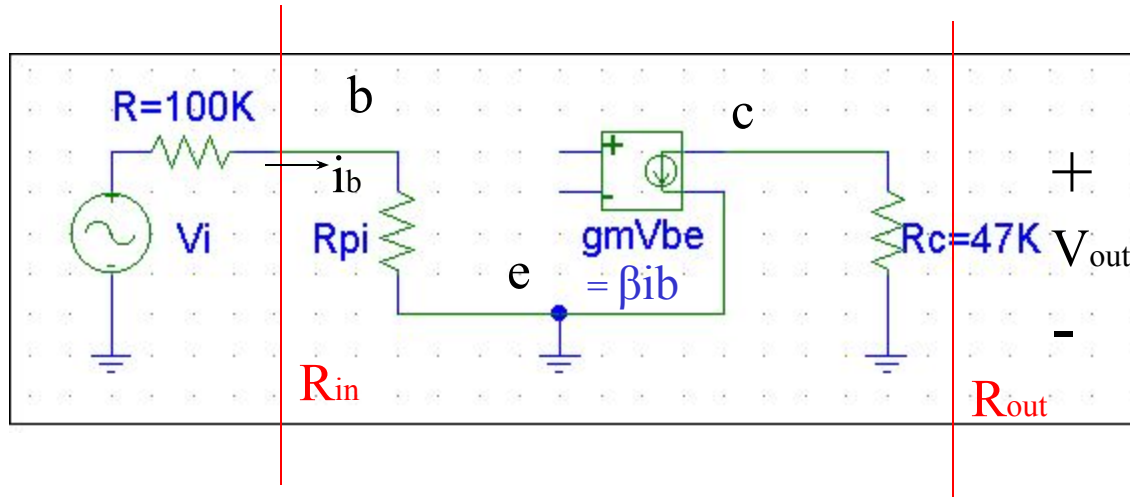 b
c
R=100K
+
ib
+
-
Vi
Rpi
gmVbe
Rc=47K
Vout
e
= βib
-
Rin
Rout